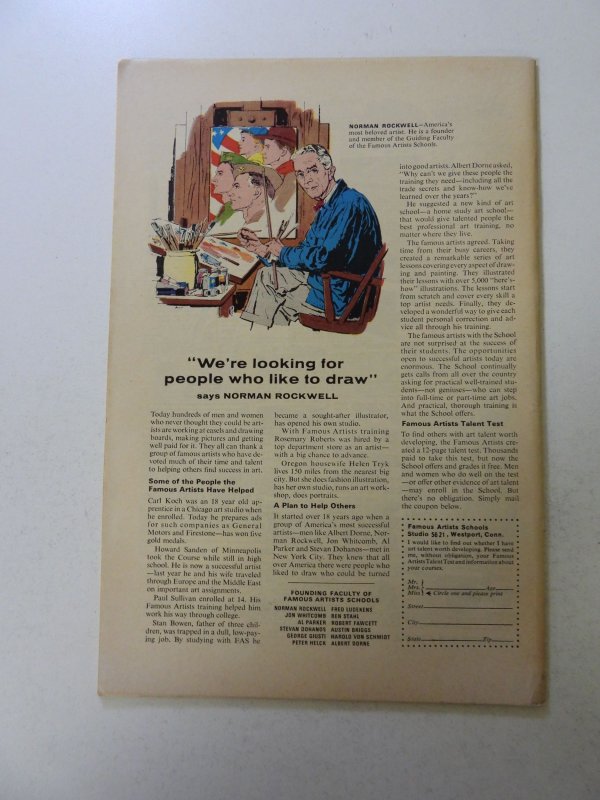 NORMAN ROCKWELL—America's
most beloved artist. He is a founder
and member of the Guiding Faculty
of the Famous Artists Schools.
"We're looking for
people who like to draw"
says NORMAN ROCKWELL
Today hundreds of men and women
who never thought they could be art-
ists are working at easels and drawing
boards, making pictures and getting
well paid for it. They all can thank a
group of famous artists who have de-
voted much of their time and talent
to helping others find success in art.
Some of the People the
Famous Artists Have Helped
Carl Koch was an 18 year old ap-
prentice in a Chicago art studio when
he enrolled. Today he prepares ads
for such companies as General
Motors and Firestone—has won five
gold medals.
Howard Sanden of Minneapolis
took the Course while still in high
school. He is now a successful artist
—last year he and his wife traveled
through Europe and the Middle East
on important art assignments.
Paul Sullivan enrolled at 14. His
Famous Artists training helped him
work his way through college.
Stan Bowen, father of three chil-
dren, was trapped in a dull, low-pay-
ing job. By studying with FAS he
became a sought-after illustrator,
has opened his own studio.
With Famous Artists training
Rosemary Roberts was hired by a
top department store as an artist—
with a big chance to advance.
Oregon housewife Helen Tryk
lives 150 miles from the nearest big
city. But she does fashion illustration,
has her own studio, runs an art work-
shop, does portraits.
A Plan to Help Others
It started over 18 years ago when a
group of America's most successful
artists—men like Albert Dorne, Nor-
man Rockwell, Jon Whitcomb, Al
Parker and Stevan Dohanos—met in
New York City. They knew that all
over America there were people who
liked to draw who could be turned
FOUNDING FACULTY OF
FAMOUS ARTISTS SCHOOLS
NORMAN ROCKWELL FRED LUDEKENS
JON WHITCOMB BEN STAHL
AL PARKER ROBERT FAWCETT
STEVAN DOHANOS AUSTIN BRIGGS
GEORGE GIUSTI HAROLD VON SCHMIDT
PETER HELCK ALBERT DORNE
into good artists. Albert Dorne asked,
"Why can't we give these people the
training they need—including all the
trade secrets and know-how we've
learned over the years?"
He suggested a new kind of art
school—a home study art school—
that would give talented people the
best professional art training, no
matter where they live.
The famous artists agreed. Taking
time from their busy careers, they
created a remarkable series of art
lessons covering every aspect of draw-
ing and painting. They illustrated
their lessons with over 5,000 "here's-
how" illustrations. The lessons start
from scratch and cover every skill a
top artist needs. Finally, they de-
veloped a wonderful way to give each
student personal correction and ad-
vice all through his training.
The famous artists with the School
are not surprised at the success of
their students. The opportunities
open to successful artists today are
enormous. The School continually
gets calls from all over the country
asking for practical well-trained stu-
dents—not geniuses—who can step
into full-time or part-time art jobs.
And practical, thorough training is
what the School offers.
Famous Artists Talent Test
To find others with art talent worth
developing, the Famous Artists cre-
ated a 12-page talent test. Thousands
paid to take this test, but now the
School offers and grades it free. Men
and women who do well on the test
—or offer other evidence of art talent
—may enroll in the School. But
there's no obligation. Simply mail
the coupon below.
Famous Artists Schools
Studio 5621, Westport, Conn.
I would like to find out whether I have
art talent worth developing. Please send
me, without obligation, your Famous
Artists Talent Test and information about
your courses.
Mr.
Mrs. Age
Miss Circle one and please print
Street
City
State Zip